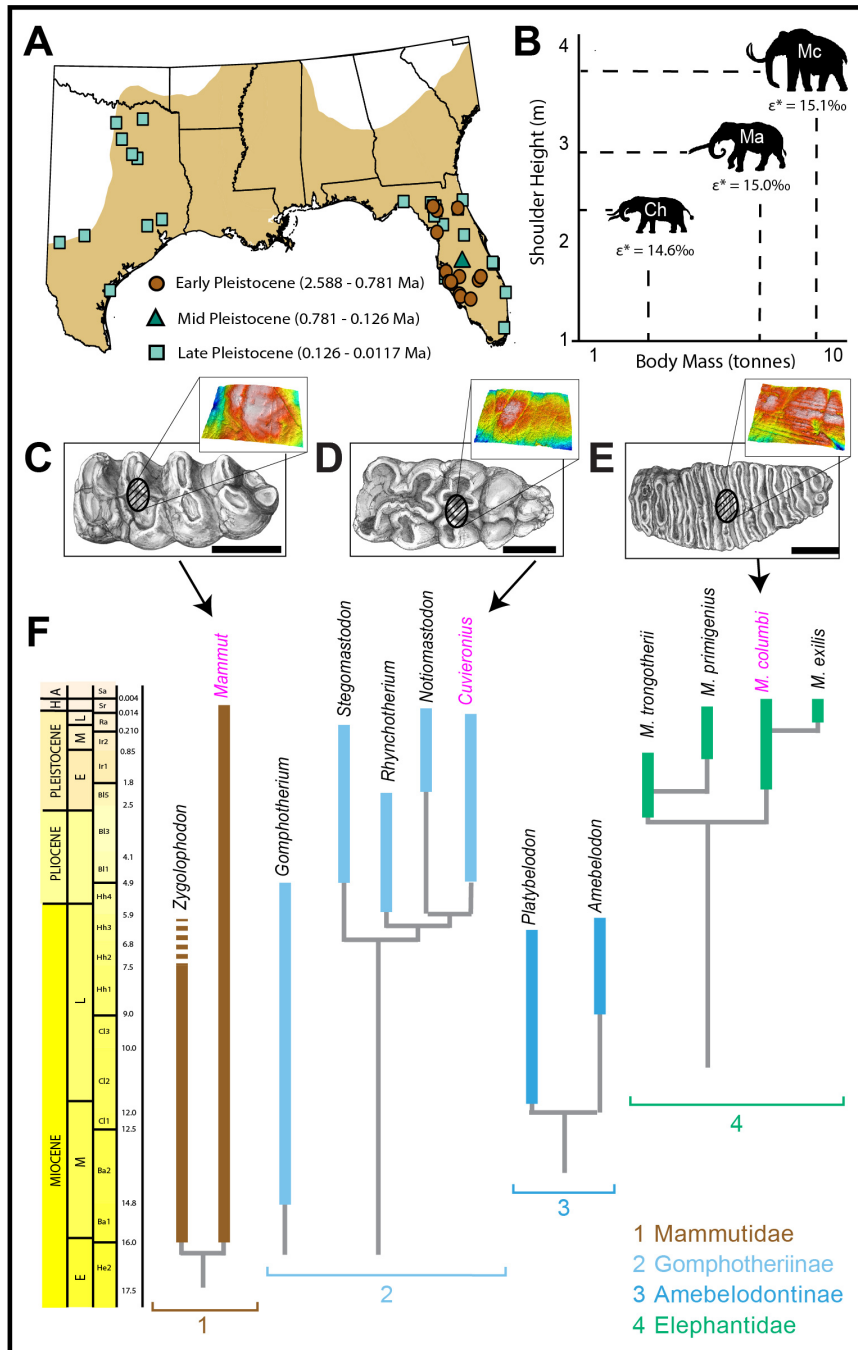 A
Early Pleistocene (2.588 - 0.781 Ma)
Mid Pleistocene (0.781 - 0.126 Ma)
Late Pleistocene (0.126 - 0.0117 Ma)
B
Shoulder Height (m)
4
3
2
1
Mc
ε* = 15.1‰
Ma
ε* = 15.0‰
Ch
ε* = 14.6‰
1
10
Body Mass (tonnes)
C
D
E
F
H
A
PLEISTOCENE
PLIOCENE
MIOCENE
L
M
E
L
M
E
Sa
Sr
Ra
Ir2
Ir1
Bl5
Bl3
Bl1
Hh4
Hh3
Hh2
Hh1
Cl3
Cl2
Cl1
Ba2
Ba1
He2
0.004
0.014
0.210
0.85
1.8
2.5
4.1
4.9
5.9
6.8
7.5
9.0
10.0
12.0
12.5
14.8
16.0
17.5
Zygolophodon
Mammut
Gomphotherium
Stegomastodon
Rhynchotherium
Notiomastodon
Cuvieronius
Platybelodon
Amebelodon
M. trongotherii
M. primigenius
M. columbi
M. exilis
1
2
3
4
1 Mammutidae
2 Gomphotheriinae
3 Amebelodontinae
4 Elephantidae